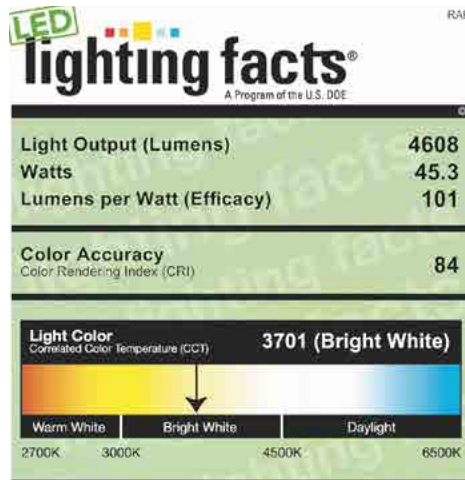 LED
lighting facts®
A Program of the U.S. DOE
Light Output (Lumens) 4608
Watts 45.3
Lumens per Watt (Efficacy) 101
Color Accuracy
Color Rendering Index (CRI) 84
Light Color
Correlated Color Temperature (CCT) 3701 (Bright White)
Warm White Bright White Daylight
2700K 3000K 4500K 6500K